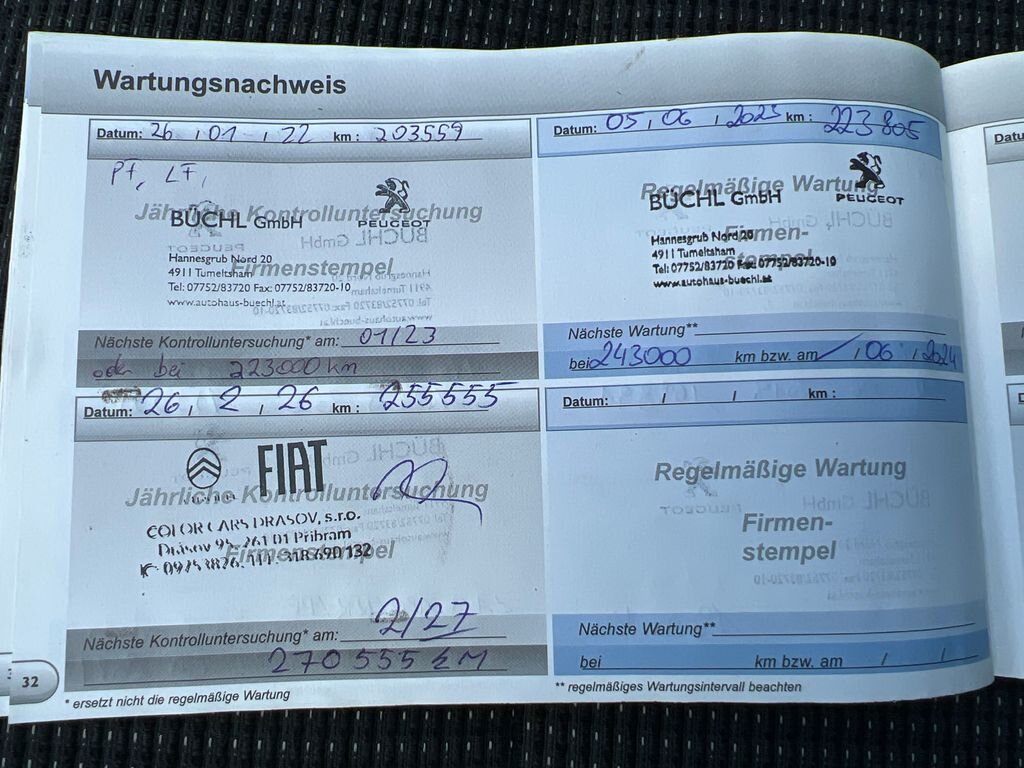 Wartungsnachweis
Datum: 26 , 01 , 22 km : 203559
PF, LF,
Jährliche Kontrolluntersuchung
BÜCHL GmbH
PEUGEOT
Firmenstempel
Hannesgrub Nord 20
4911 Tumeltsham
Tel: 07752/83720 Fax: 07752/83720-10
www.autohaus-buechl.at
Nächste Kontrolluntersuchung* am: 01/23
oder bei 223000 km
Datum: 05 , 06 , 2023 km : 223805
Regelmäßige Wartung
BÜCHL GmbH
PEUGEOT
Firmen-
stempel
Hannesgrub Nord 20
4911 Tumeltsham
Tel: 07752/83720 Fax: 07752/83720-10
www.autohaus-buechl.at
Nächste Wartung**
bei 243000 km bzw. am / , 06 , 2024
Datum: 26 , 2 , 26 km : 255555
FIAT
Jährliche Kontrolluntersuchung
COLOR CARS DRASOV, s.r.o.
Drásov 95, 261 01 Příbram
Firmenstempel
Nächste Kontrolluntersuchung* am: 2/27
270 555 KM
Datum: / / km :
Regelmäßige Wartung
Firmen-
stempel
Nächste Wartung**
bei km bzw. am / /
32
* ersetzt nicht die regelmäßige Wartung
** regelmäßiges Wartungsintervall beachten